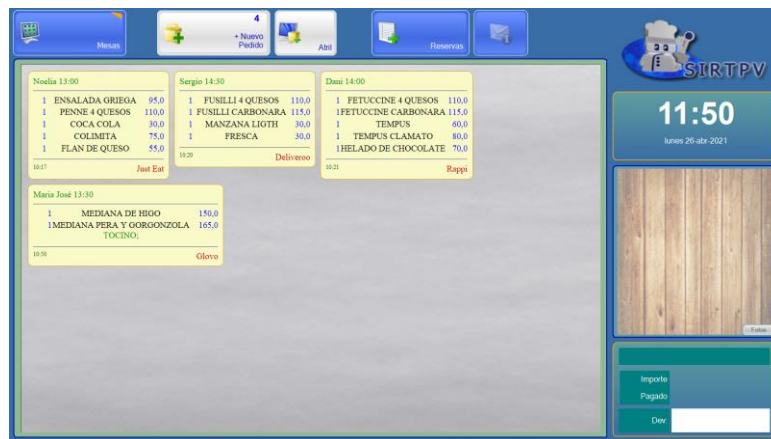 Mesas
4
+ Nuevo
Pedido
Atril
Reservas
SIRTPV
11:50
lunes 26-abr-2021
Noelia 13:00
1 ENSALADA GRIEGA 95,0
1 PENNE 4 QUESOS 110,0
1 COCA COLA 30,0
1 COLIMITA 75,0
1 FLAN DE QUESO 55,0
10:17 Just Eat
Sergio 14:30
1 FUSILLI 4 QUESOS 110,0
1 FUSILLI CARBONARA 115,0
1 MANZANA LIGTH 30,0
1 FRESCA 30,0
10:20 Deliveroo
Dani 14:00
1 FETUCCINE 4 QUESOS 110,0
1FETUCCINE CARBONARA 115,0
1 TEMPUS 60,0
1 TEMPUS CLAMATO 80,0
1HELADO DE CHOCOLATE 70,0
10:21 Rappi
Maria José 13:30
1 MEDIANA DE HIGO 150,0
1MEDIANA PERA Y GORGONZOLA 165,0
TOCINO;
10:50 Glovo
Fotos
Importe
Pagado
Dev: